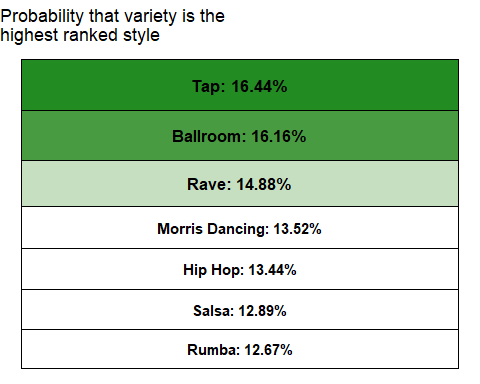 Probability that variety is the
highest ranked style
Tap: 16.44%
Ballroom: 16.16%
Rave: 14.88%
Morris Dancing: 13.52%
Hip Hop: 13.44%
Salsa: 12.89%
Rumba: 12.67%